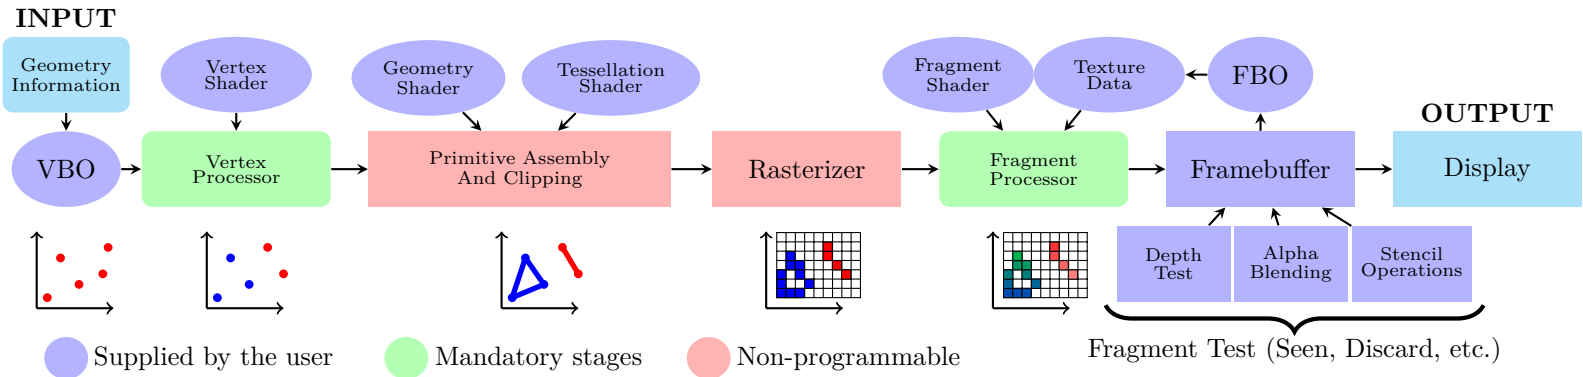 INPUT
Geometry
Information
Vertex
Shader
Geometry
Shader
Tessellation
Shader
Fragment
Shader
Texture
Data
FBO
OUTPUT
VBO
Vertex
Processor
Primitive Assembly
And Clipping
Rasterizer
Fragment
Processor
Framebuffer
Display
Depth
Test
Alpha
Blending
Stencil
Operations
Fragment Test (Seen, Discard, etc.)
Supplied by the user
Mandatory stages
Non-programmable